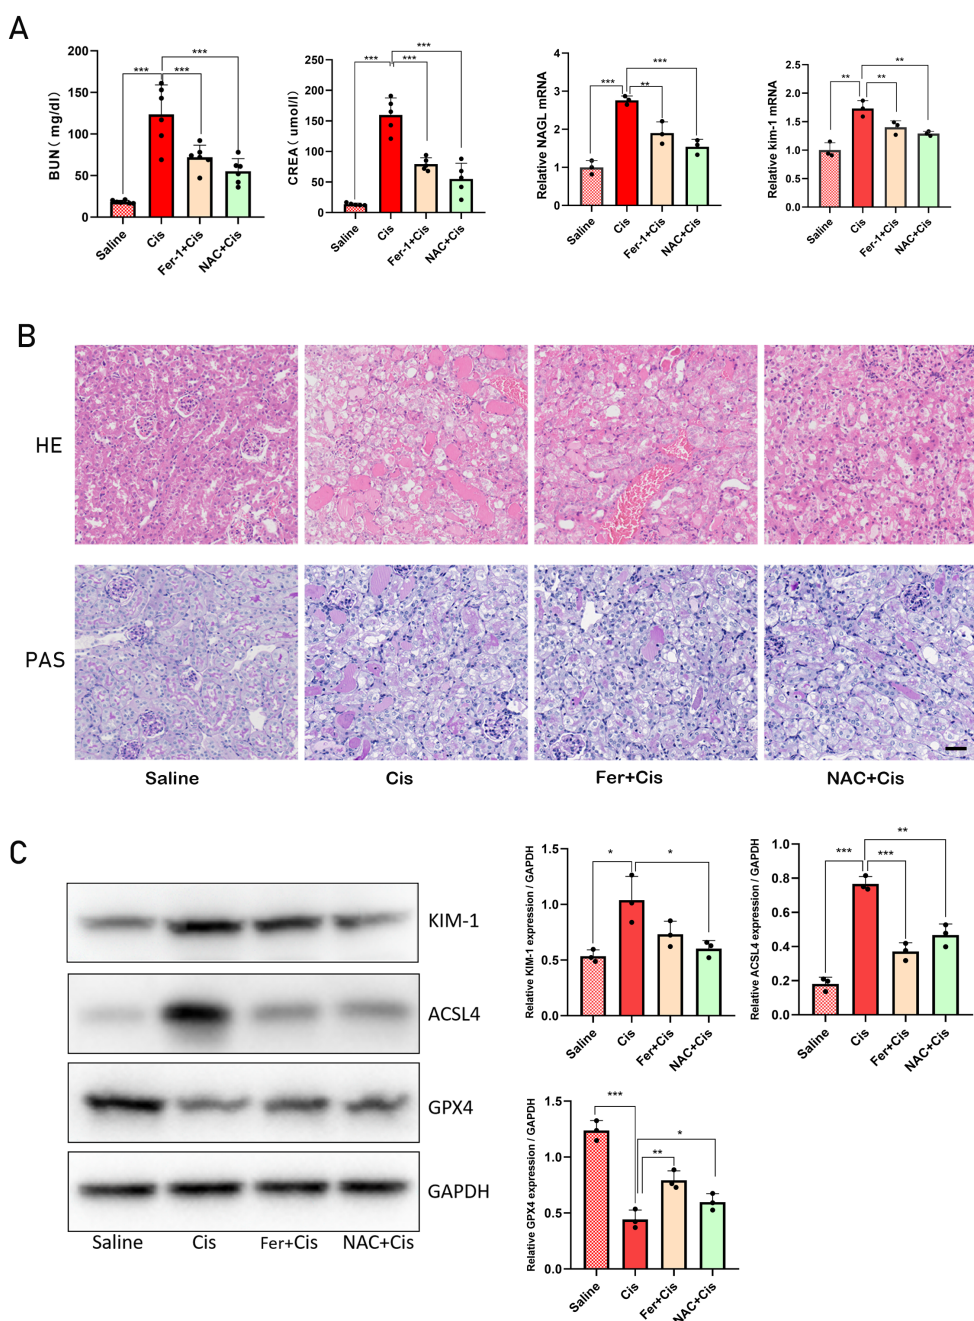 A
BUN( mg/dl)
200
150
100
50
0
***
*** ***
Saline
Cis
Fer-1+Cis
NAC+Cis
CREA( umol/l)
250
200
150
100
50
0
***
*** ***
Saline
Cis
Fer-1+Cis
NAC+Cis
Relative NAGL mRNA
5
4
3
2
1
0
***
*** **
Saline
Cis
Fer-1+Cis
NAC+Cis
Relative kim-1 mRNA
2.5
2.0
1.5
1.0
0.5
0.0
**
** **
Saline
Cis
Fer-1+Cis
NAC+Cis
B
HE
PAS
Saline Cis Fer+Cis NAC+Cis
C
KIM-1
ACSL4
GPX4
GAPDH
Saline Cis Fer+Cis NAC+Cis
Relative KIM-1 expression / GAPDH
1.5
1.0
0.5
0.0
* *
Saline
Cis
Fer+Cis
NAC+Cis
Relative ACSL4 expression / GAPDH
1.0
0.8
0.6
0.4
0.2
0.0
**
*** ***
Saline
Cis
Fer+Cis
NAC+Cis
Relative GPX4 expression / GAPDH
1.5
1.0
0.5
0.0
***
*
**
Saline
Cis
Fer+Cis
NAC+Cis